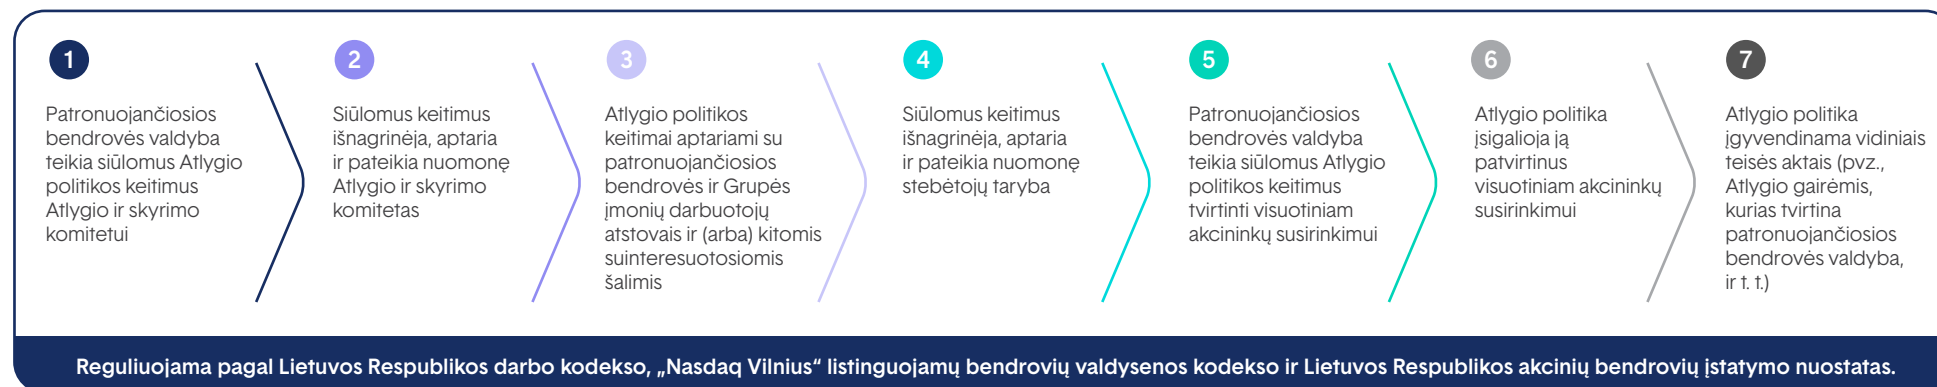 1
Patronuojančiosios
bendrovės valdyba
teikia siūlomus Atlygio
politikos keitimus
Atlygio ir skyrimo
komitetui
2
Siūlomus keitimus
išnagrinėja, aptaria
ir pateikia nuomonę
Atlygio ir skyrimo
komitetas
3
Atlygio politikos
keitimai aptariami su
patronuojančiosios
bendrovės ir Grupės
įmonių darbuotojų
atstovais ir (arba) kitomis
suinteresuotosiomis
šalimis
4
Siūlomus keitimus
išnagrinėja, aptaria
ir pateikia nuomonę
stebėtojų taryba
5
Patronuojančiosios
bendrovės valdyba
teikia siūlomus Atlygio
politikos keitimus
tvirtinti visuotiniam
akcininkų susirinkimui
6
Atlygio politika
įsigalioja ją
patvirtinus
visuotiniam akcininkų
susirinkimui
7
Atlygio politika
įgyvendinama vidiniais
teisės aktais (pvz.,
Atlygio gairėmis,
kurias tvirtina
patronuojančiosios
bendrovės valdyba,
ir t. t.)
Reguliuojama pagal Lietuvos Respublikos darbo kodekso, „Nasdaq Vilnius“ listinguojamų bendrovių valdysenos kodekso ir Lietuvos Respublikos akcinių bendrovių įstatymo nuostatas.